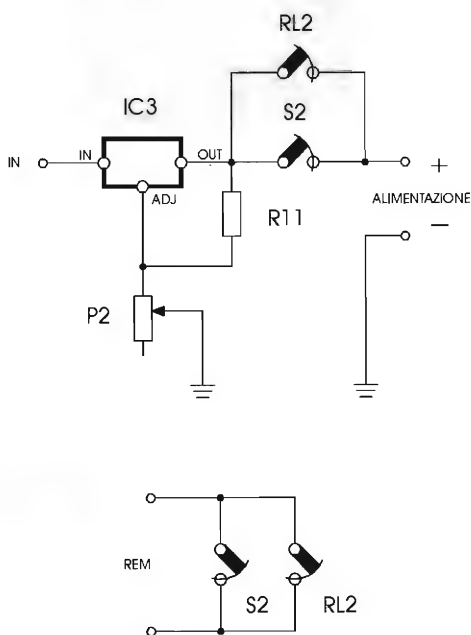 RL2
IC3
S2
IN
IN
OUT
+
ADJ
ALIMENTAZIONE
R11
−
P2
REM
S2
RL2